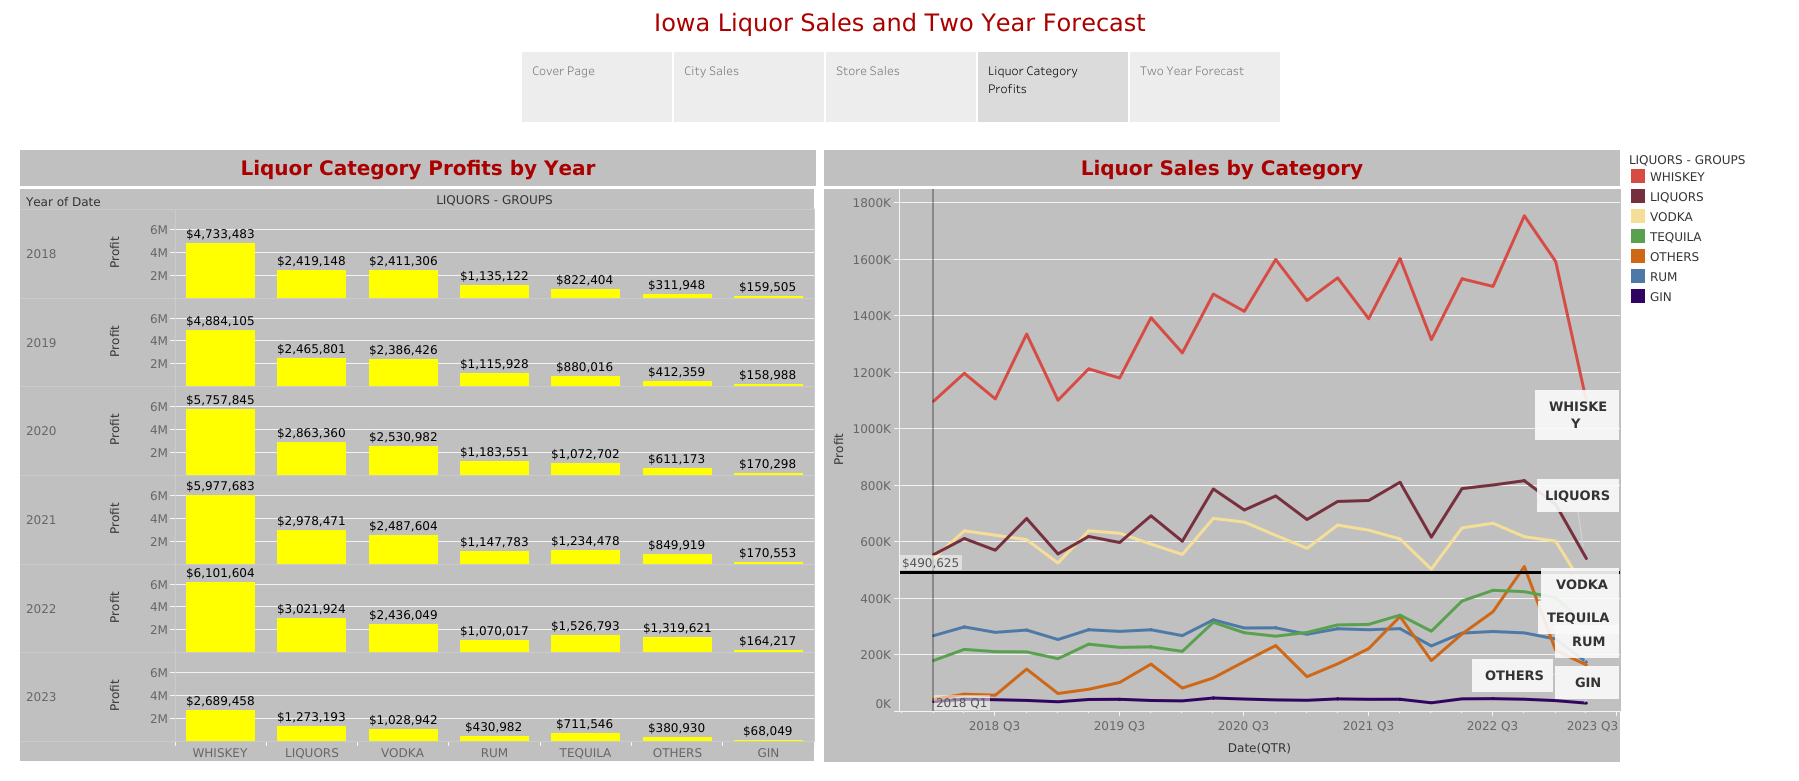 Iowa Liquor Sales and Two Year Forecast
Cover Page
City Sales
Store Sales
Liquor Category
Profits
Two Year Forecast
Liquor Category Profits by Year
Year of Date
LIQUORS - GROUPS
2018
Profit
6M
4M
2M
$4,733,483
$2,419,148
$2,411,306
$1,135,122
$822,404
$311,948
$159,505
2019
Profit
6M
4M
2M
$4,884,105
$2,465,801
$2,386,426
$1,115,928
$880,016
$412,359
$158,988
2020
Profit
6M
4M
2M
$5,757,845
$2,863,360
$2,530,982
$1,183,551
$1,072,702
$611,173
$170,298
2021
Profit
6M
4M
2M
$5,977,683
$2,978,471
$2,487,604
$1,147,783
$1,234,478
$849,919
$170,553
2022
Profit
6M
4M
2M
$6,101,604
$3,021,924
$2,436,049
$1,070,017
$1,526,793
$1,319,621
$164,217
2023
Profit
6M
4M
2M
$2,689,458
$1,273,193
$1,028,942
$430,982
$711,546
$380,930
$68,049
WHISKEY
LIQUORS
VODKA
RUM
TEQUILA
OTHERS
GIN
Liquor Sales by Category
Profit
1800K
1600K
1400K
1200K
1000K
800K
600K
400K
200K
0K
$490,625
2018 Q1
WHISKE
Y
LIQUORS
VODKA
TEQUILA
RUM
OTHERS
GIN
2018 Q3
2019 Q3
2020 Q3
2021 Q3
2022 Q3
2023 Q3
Date(QTR)
LIQUORS - GROUPS
WHISKEY
LIQUORS
VODKA
TEQUILA
OTHERS
RUM
GIN